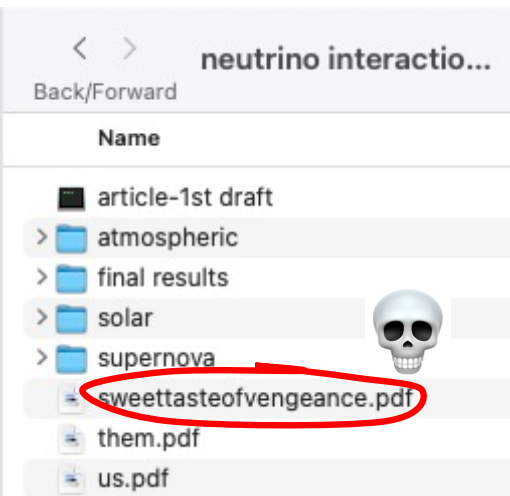 neutrino interactio...
Back/Forward
Name
article-1st draft
atmospheric
final results
solar
supernova
sweettasteofvengeance.pdf
them.pdf
us.pdf